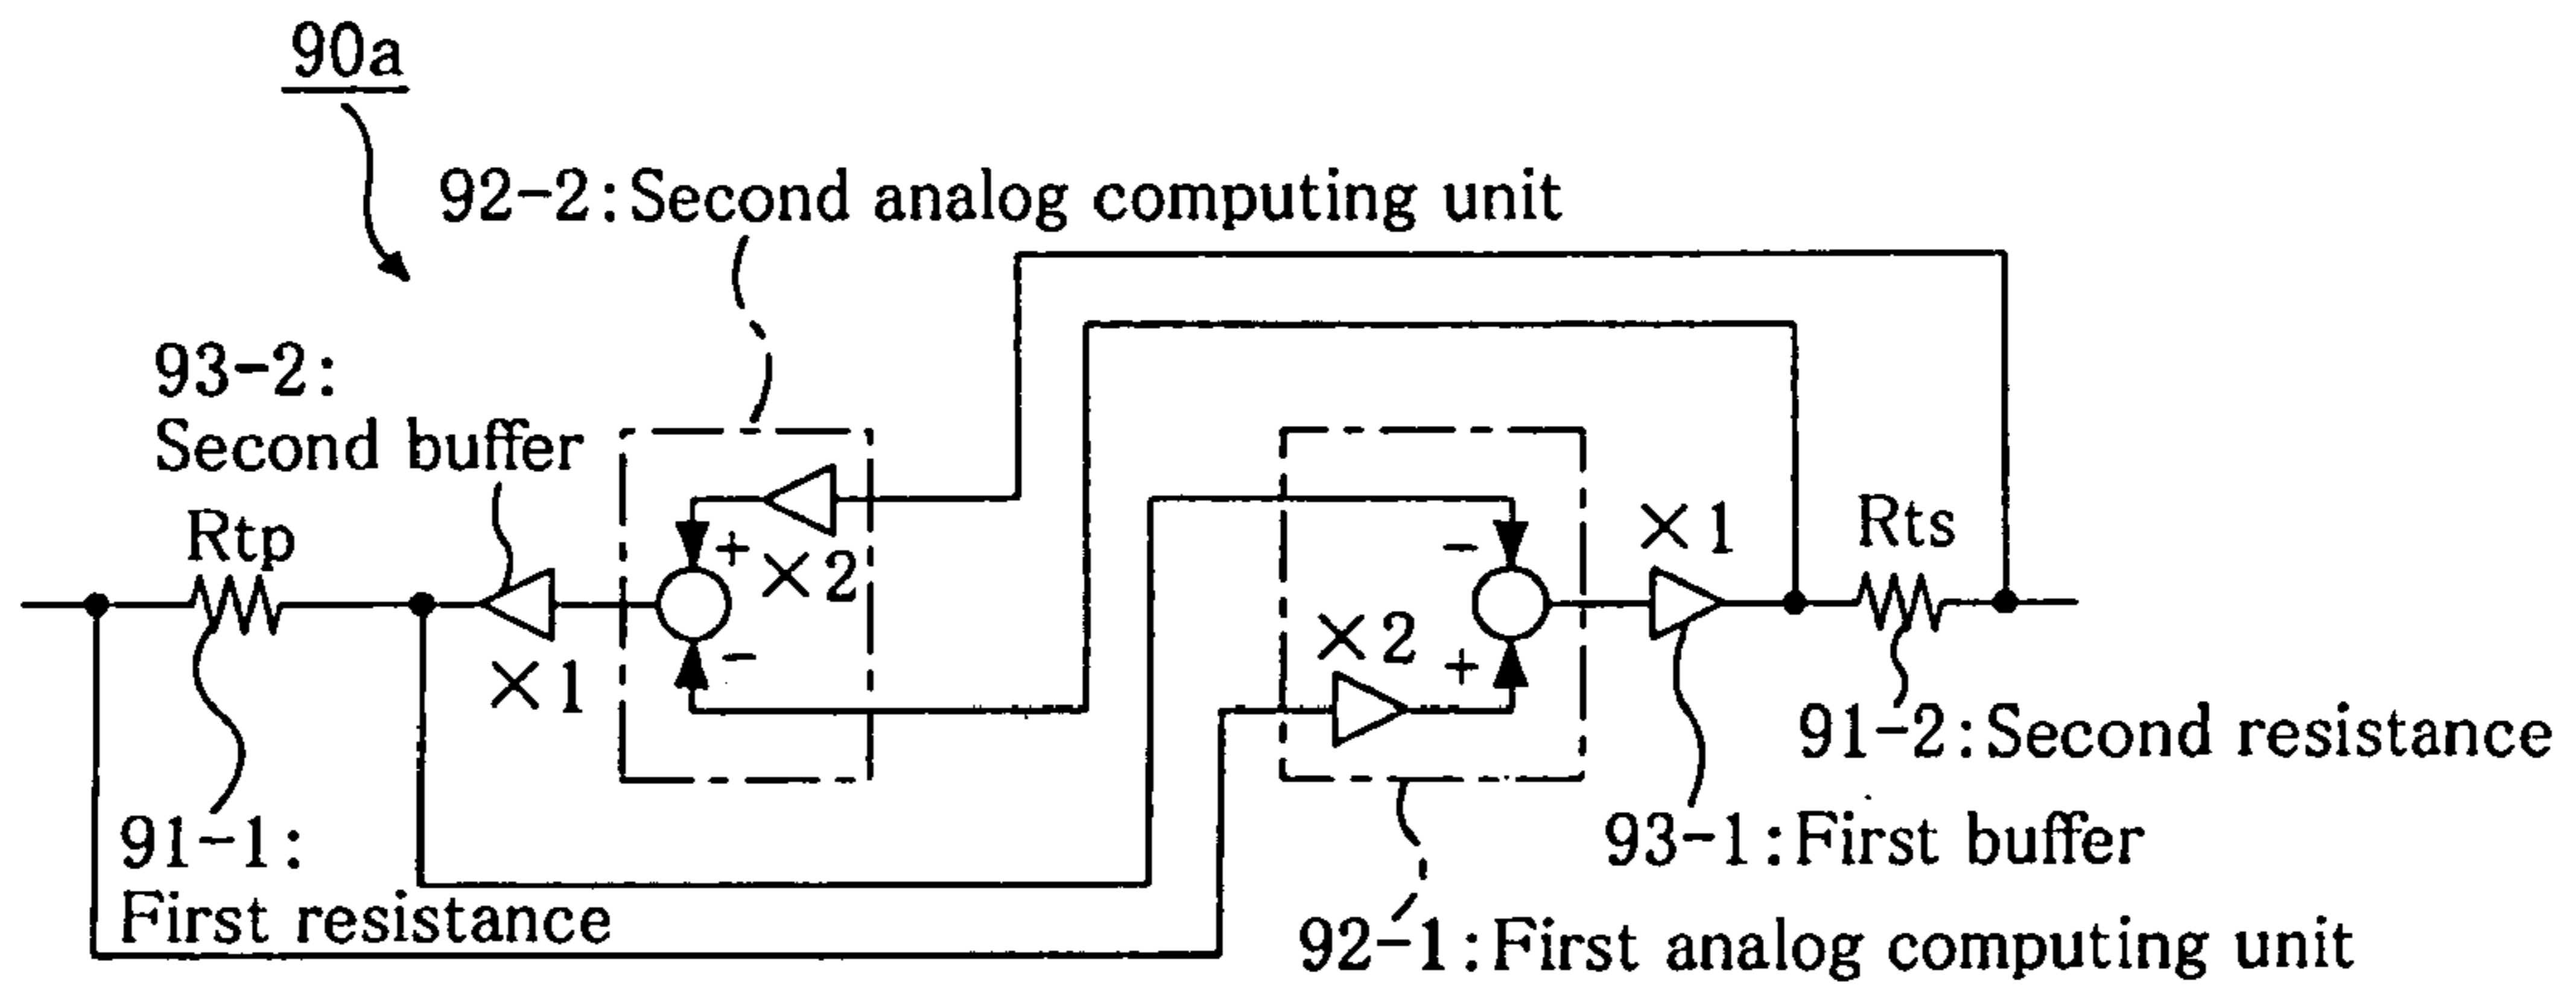 90a
92-2:Second analog computing unit
93-2:
Second buffer
Rtp
+
×2
-
×1
-
×2
+
×1
Rts
91-2:Second resistance
91-1:
First resistance
93-1:First buffer
92-1:First analog computing unit